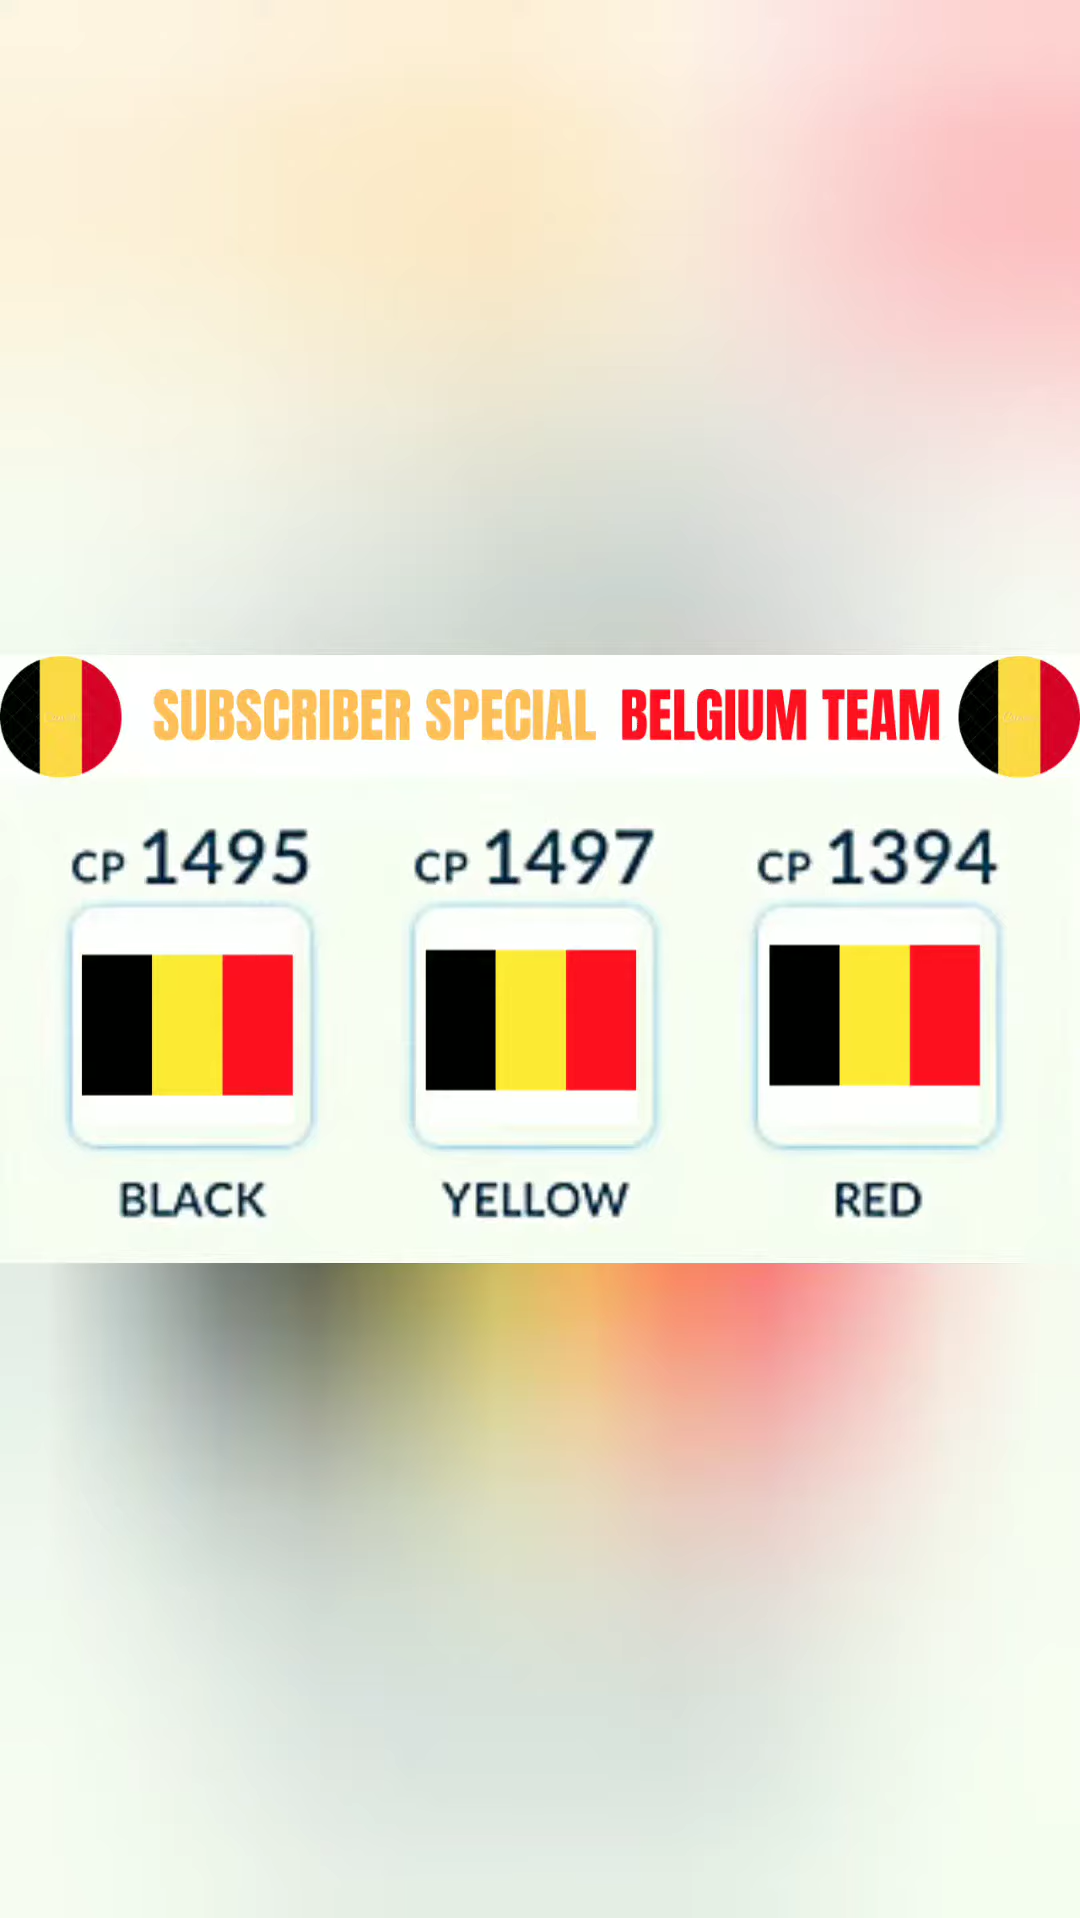 SUBSCRIBER SPECIAL BELGIUM TEAM
CP 1495
CP 1497
CP 1394
BLACK
YELLOW
RED